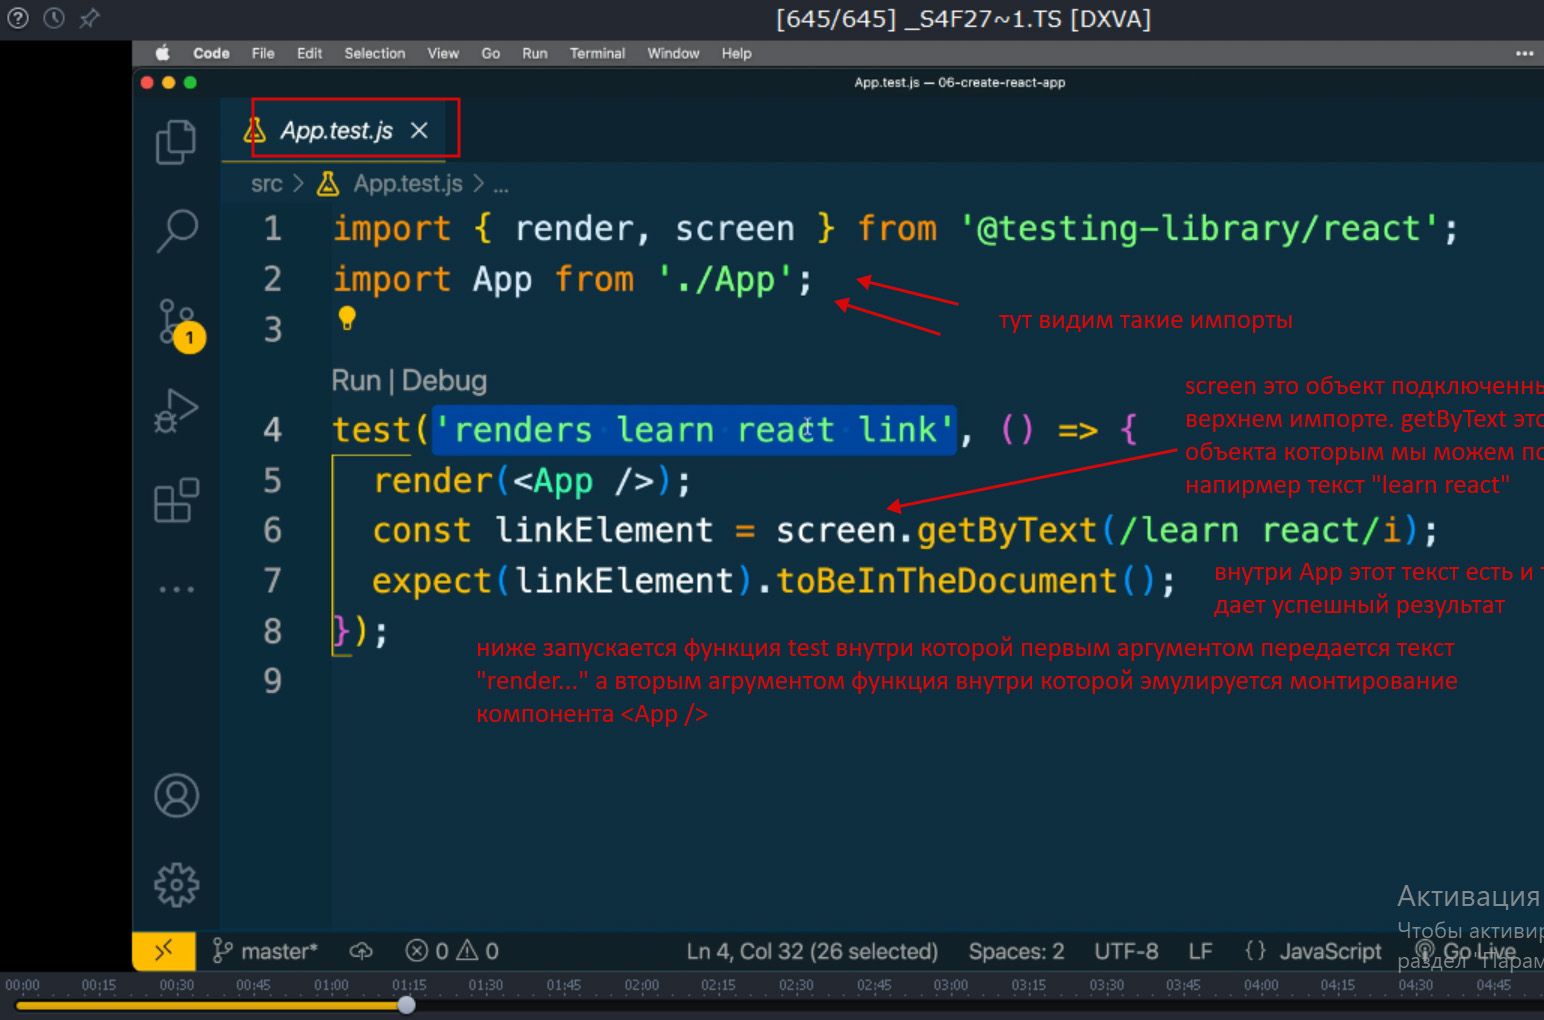 [645/645] _S4F27~1.TS [DXVA]
Code File Edit Selection View Go Run Terminal Window Help
App.test.js — 06-create-react-app
App.test.js
src > App.test.js > ...
1 import { render, screen } from '@testing-library/react';
2 import App from './App';
3
тут видим такие импорты
Run | Debug
screen это объект подключенны
верхнем импорте. getByText это
объекта которым мы можем по
напирмер текст "learn react"
4 test('renders learn react link', () => {
5 render(<App />);
6 const linkElement = screen.getByText(/learn react/i);
7 expect(linkElement).toBeInTheDocument();
внутри App этот текст есть и т
дает успешный результат
8 });
9
ниже запускается функция test внутри которой первым аргументом передается текст
"render..." а вторым агрументом функция внутри которой эмулируется монтирование
компонента <App />
1
Активация
Чтобы активир
раздел "Парам
master* 0 0 Ln 4, Col 32 (26 selected) Spaces: 2 UTF-8 LF {} JavaScript Go Live
00:00 00:15 00:30 00:45 01:00 01:15 01:30 01:45 02:00 02:15 02:30 02:45 03:00 03:15 03:30 03:45 04:00 04:15 04:30 04:45